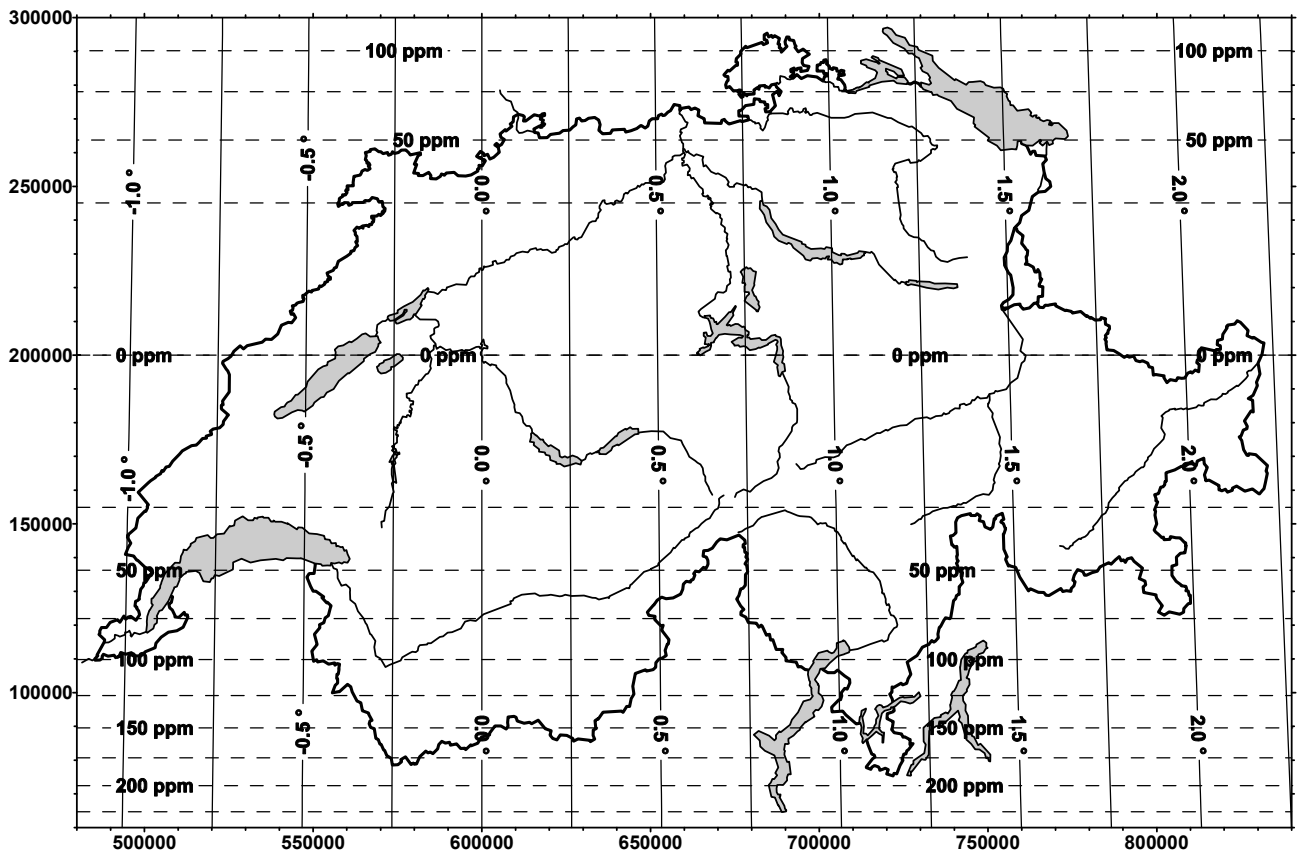 300000
100 ppm 100 ppm
50 ppm 50 ppm
-0.5 °
250000
-1.0 ° 0.0 ° 0.5 ° 1.0 ° 1.5 ° 2.0 °
200000 0 ppm 0 ppm 0 ppm 0 ppm
-1.0 ° -0.5 ° 0.0 ° 0.5 ° 1.0 ° 1.5 ° 2.0 °
150000
50 ppm 50 ppm
100 ppm 100 ppm
100000
150 ppm -0.5 ° 0.0 ° 0.5 ° 1.0 ° 150 ppm 1.5 ° 2.0 °
200 ppm 200 ppm
500000 550000 600000 650000 700000 750000 800000